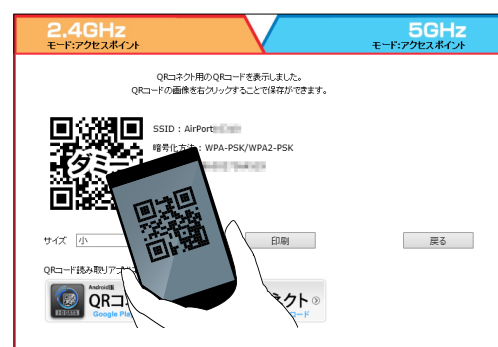 2.4GHz
モード:アクセスポイント
5GHz
モード:アクセスポイント
QRコネクト用のQRコードを表示しました。
QRコードの画像を右クリックすることで保存ができます。
ダミー
SSID : AirPort
暗号化方法 : WPA-PSK/WPA2-PSK
サイズ 小
印刷
戻る
QRコード読み取りア
Android版
QRコ
Google Pla
I-O DATA
ネクト
コード